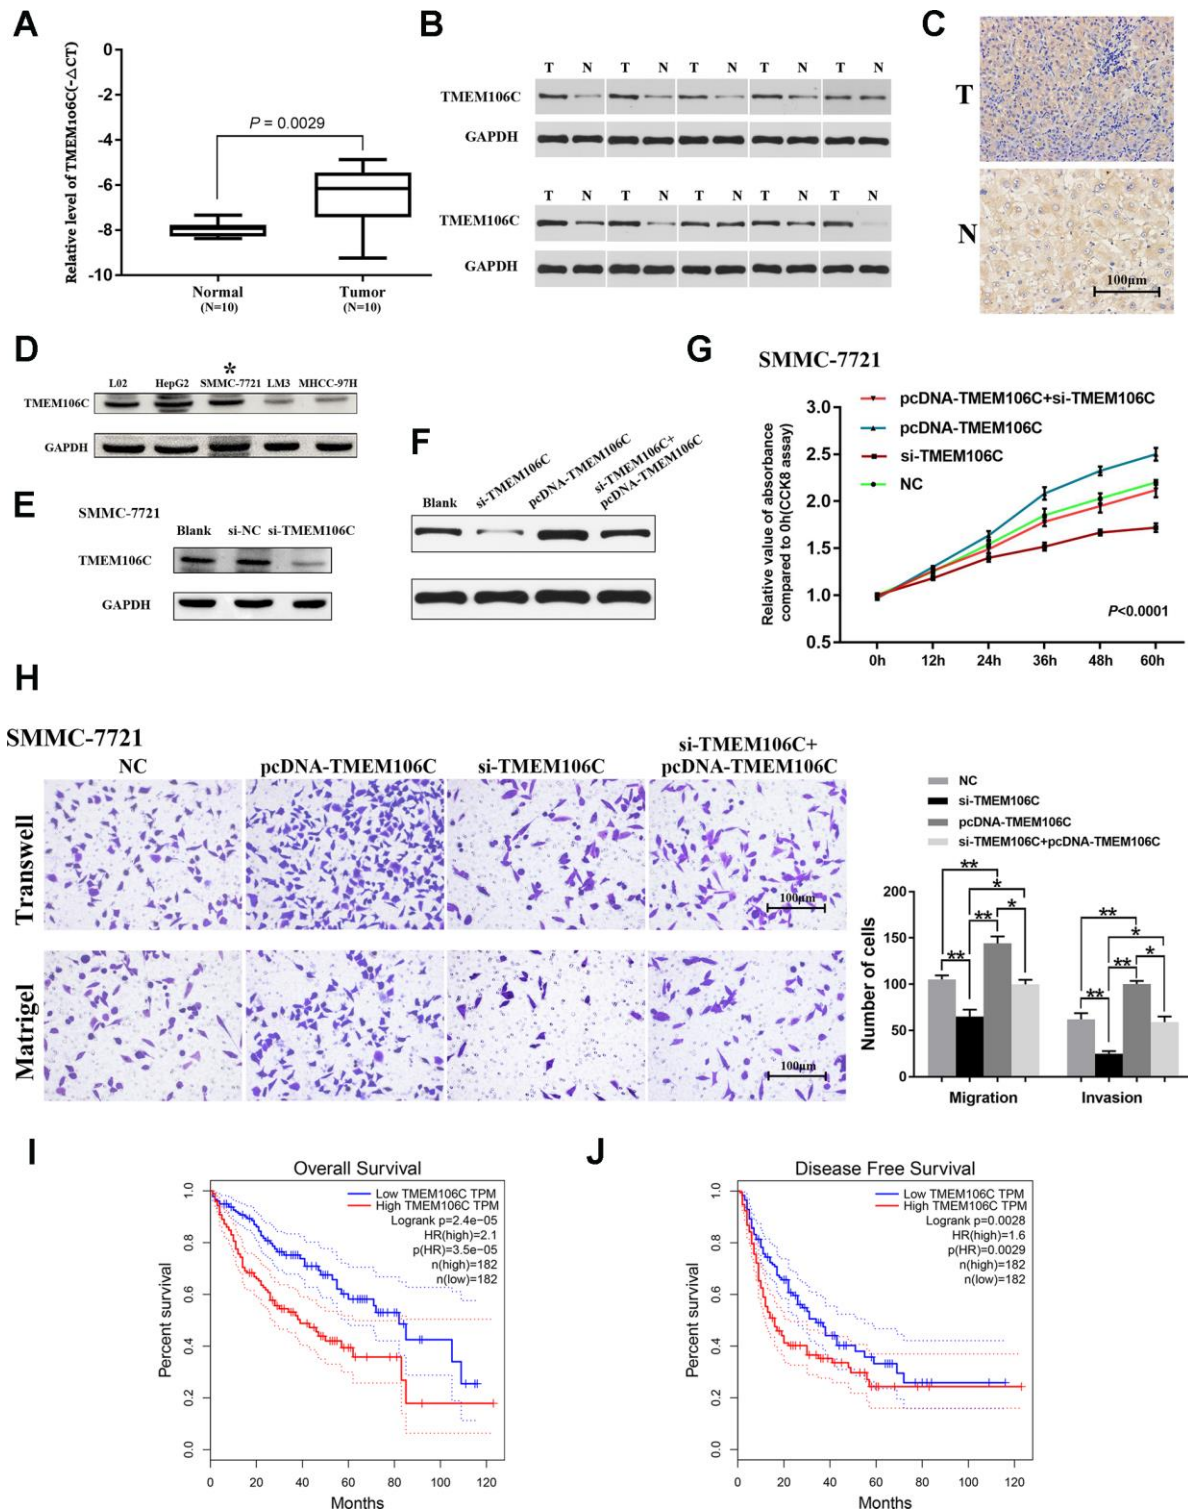 A
Relative level of TMEM106C(-△CT)
0
-2
-4
-6
-8
-10
P = 0.0029
Normal
(N=10)
Tumor
(N=10)
B
T N T N T N T N T N
TMEM106C
GAPDH
T N T N T N T N T N
TMEM106C
GAPDH
C
T
N
100μm
D
*
L02 HepG2 SMMC-7721 LM3 MHCC-97H
TMEM106C
GAPDH
E
SMMC-7721
Blank si-NC si-TMEM106C
TMEM106C
GAPDH
F
Blank
si-TMEM106C
pcDNA-TMEM106C
si-TMEM106C+
pcDNA-TMEM106C
G
SMMC-7721
pcDNA-TMEM106C+si-TMEM106C
pcDNA-TMEM106C
si-TMEM106C
NC
Relative value of absorbance
compared to 0h(CCK8 assay)
3.0
2.5
2.0
1.5
1.0
0.5
P<0.0001
0h 12h 24h 36h 48h 60h
H
SMMC-7721
NC
pcDNA-TMEM106C
si-TMEM106C
si-TMEM106C+
pcDNA-TMEM106C
Transwell
100μm
Matrigel
100μm
NC
si-TMEM106C
pcDNA-TMEM106C
si-TMEM106C+pcDNA-TMEM106C
Number of cells
200
150
100
50
0
** * ** * **
** * ** * **
Migration
Invasion
I
Overall Survival
Low TMEM106C TPM
High TMEM106C TPM
Logrank p=2.4e−05
HR(high)=2.1
p(HR)=3.5e−05
n(high)=182
n(low)=182
Percent survival
1.0
0.8
0.6
0.4
0.2
0.0
0 20 40 60 80 100 120
Months
J
Disease Free Survival
Low TMEM106C TPM
High TMEM106C TPM
Logrank p=0.0028
HR(high)=1.6
p(HR)=0.0029
n(high)=182
n(low)=182
Percent survival
1.0
0.8
0.6
0.4
0.2
0.0
0 20 40 60 80 100 120
Months